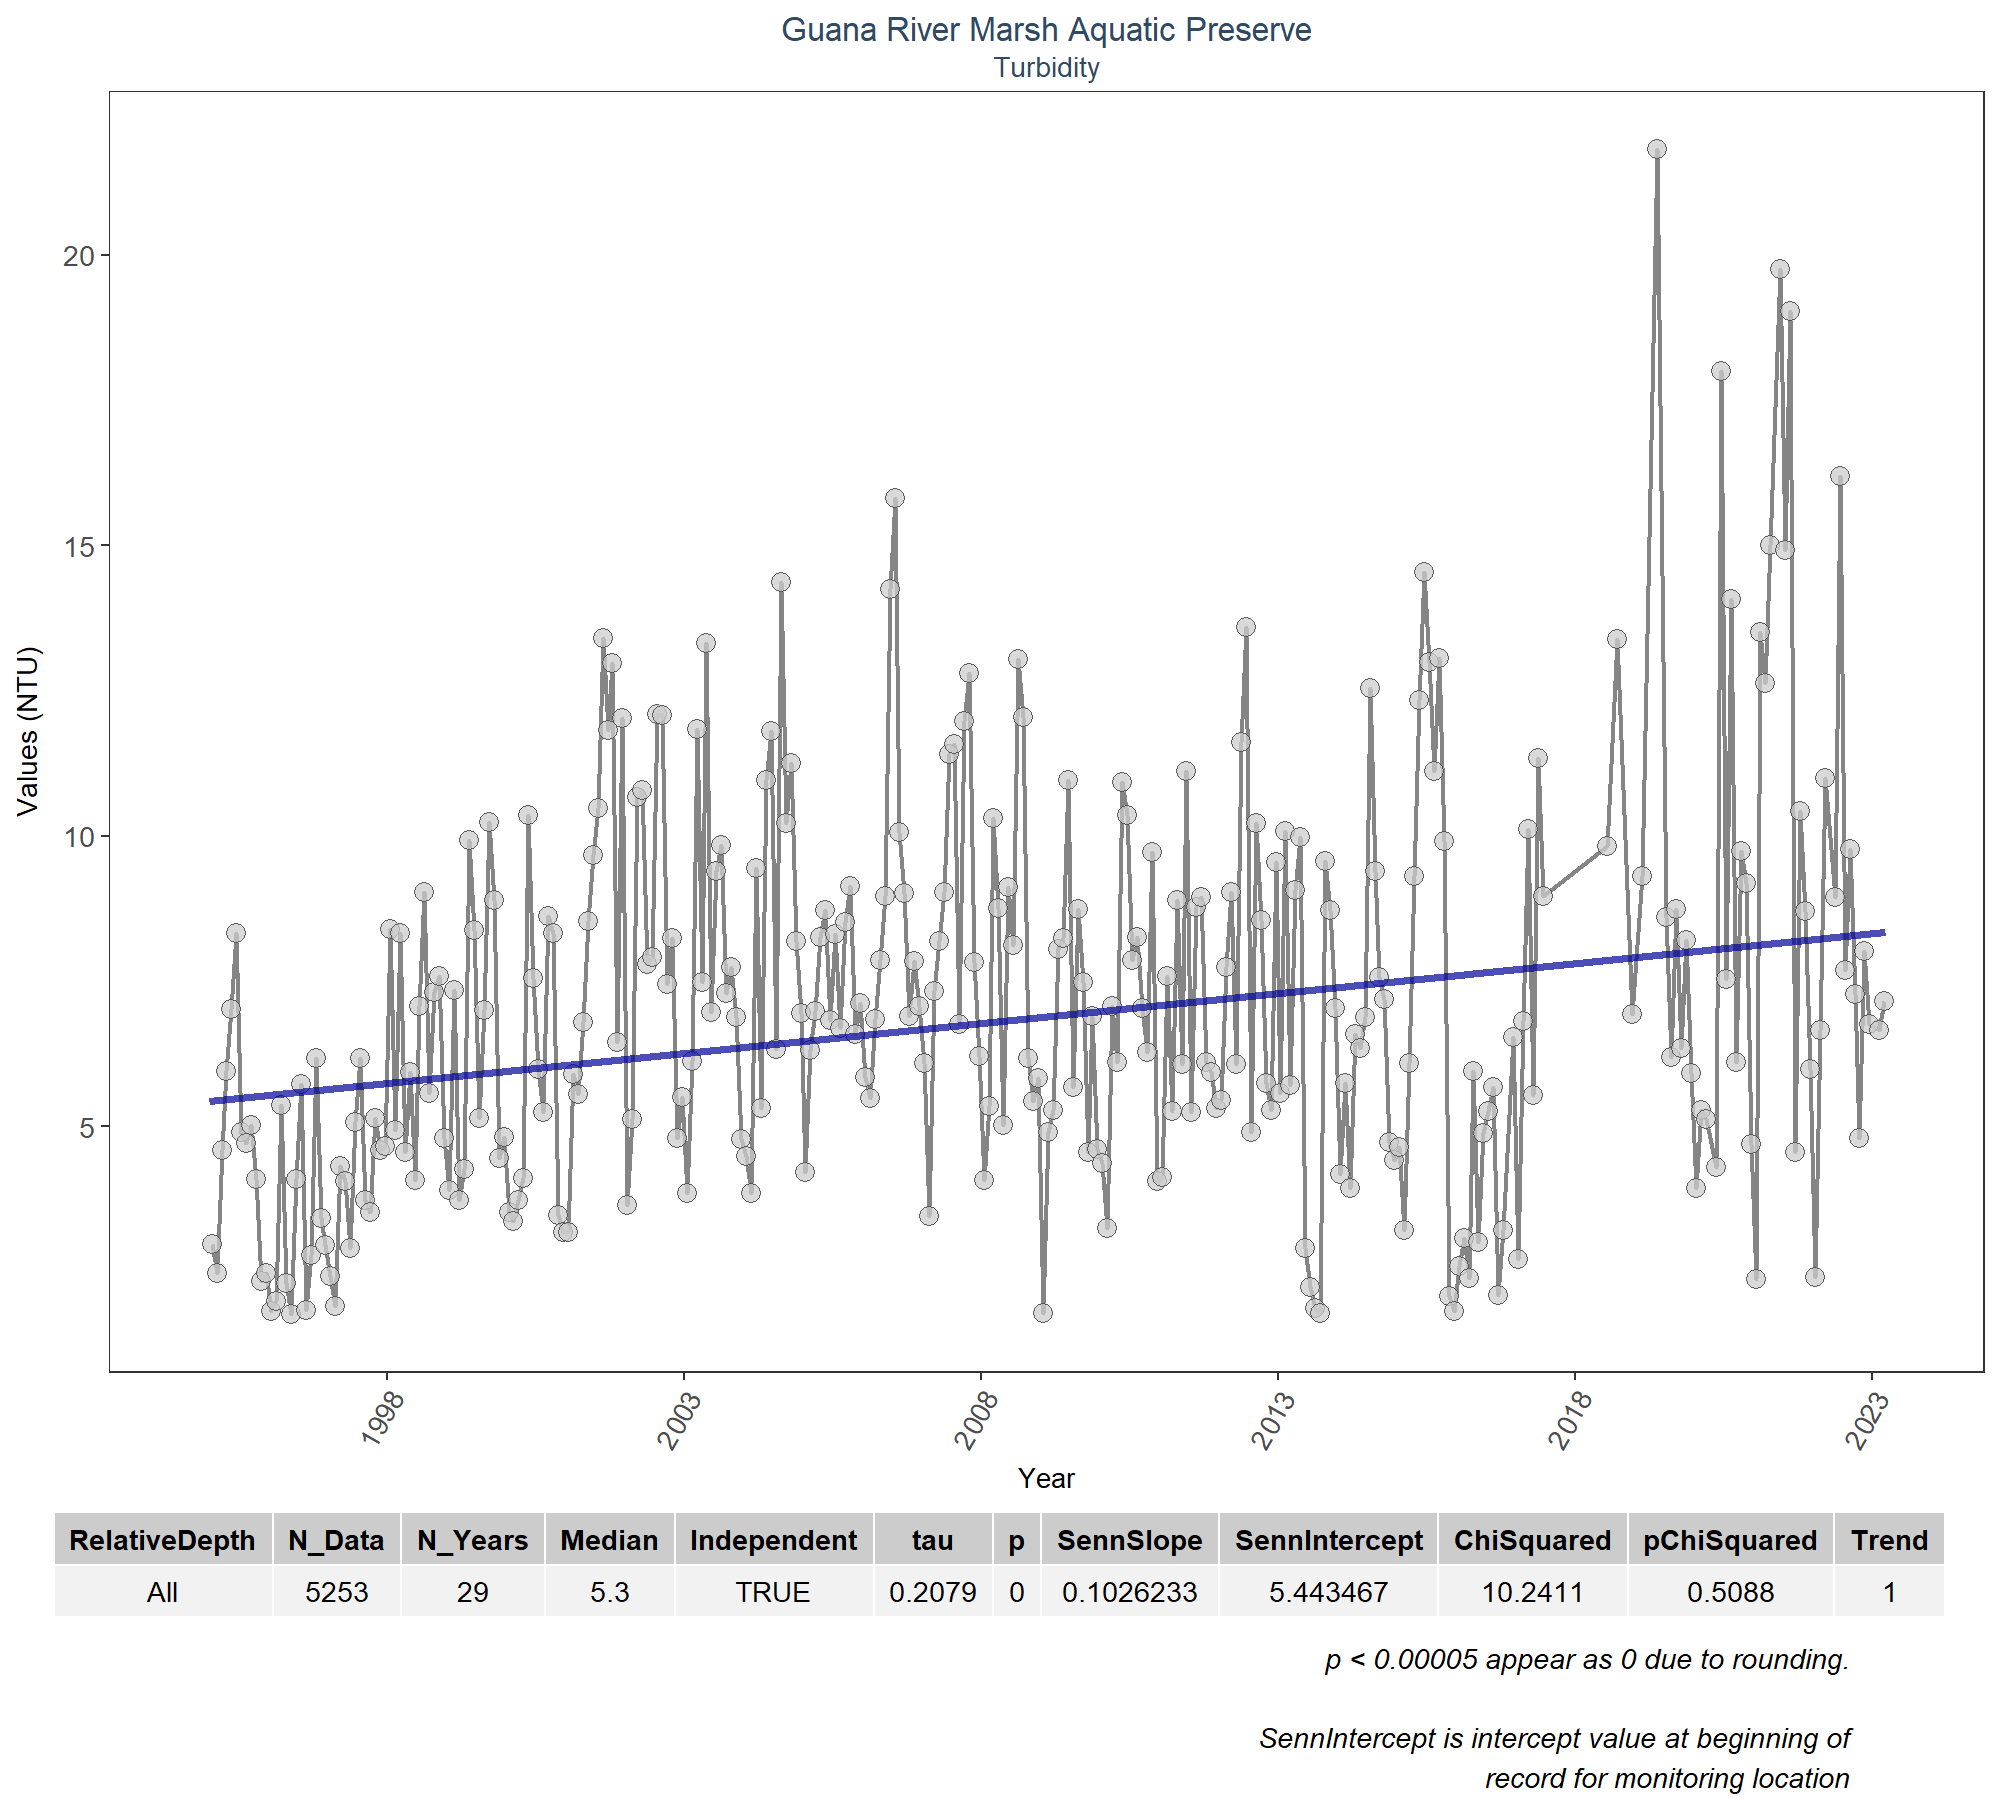 Guana River Marsh Aquatic Preserve
Turbidity
Values (NTU)
20
15
10
5
1998 2003 2008 2013 2018 2023
Year
RelativeDepth N_Data N_Years Median Independent tau p SennSlope SennIntercept ChiSquared pChiSquared Trend
All 5253 29 5.3 TRUE 0.2079 0 0.1026233 5.443467 10.2411 0.5088 1
p < 0.00005 appear as 0 due to rounding.
SennIntercept is intercept value at beginning of
record for monitoring location